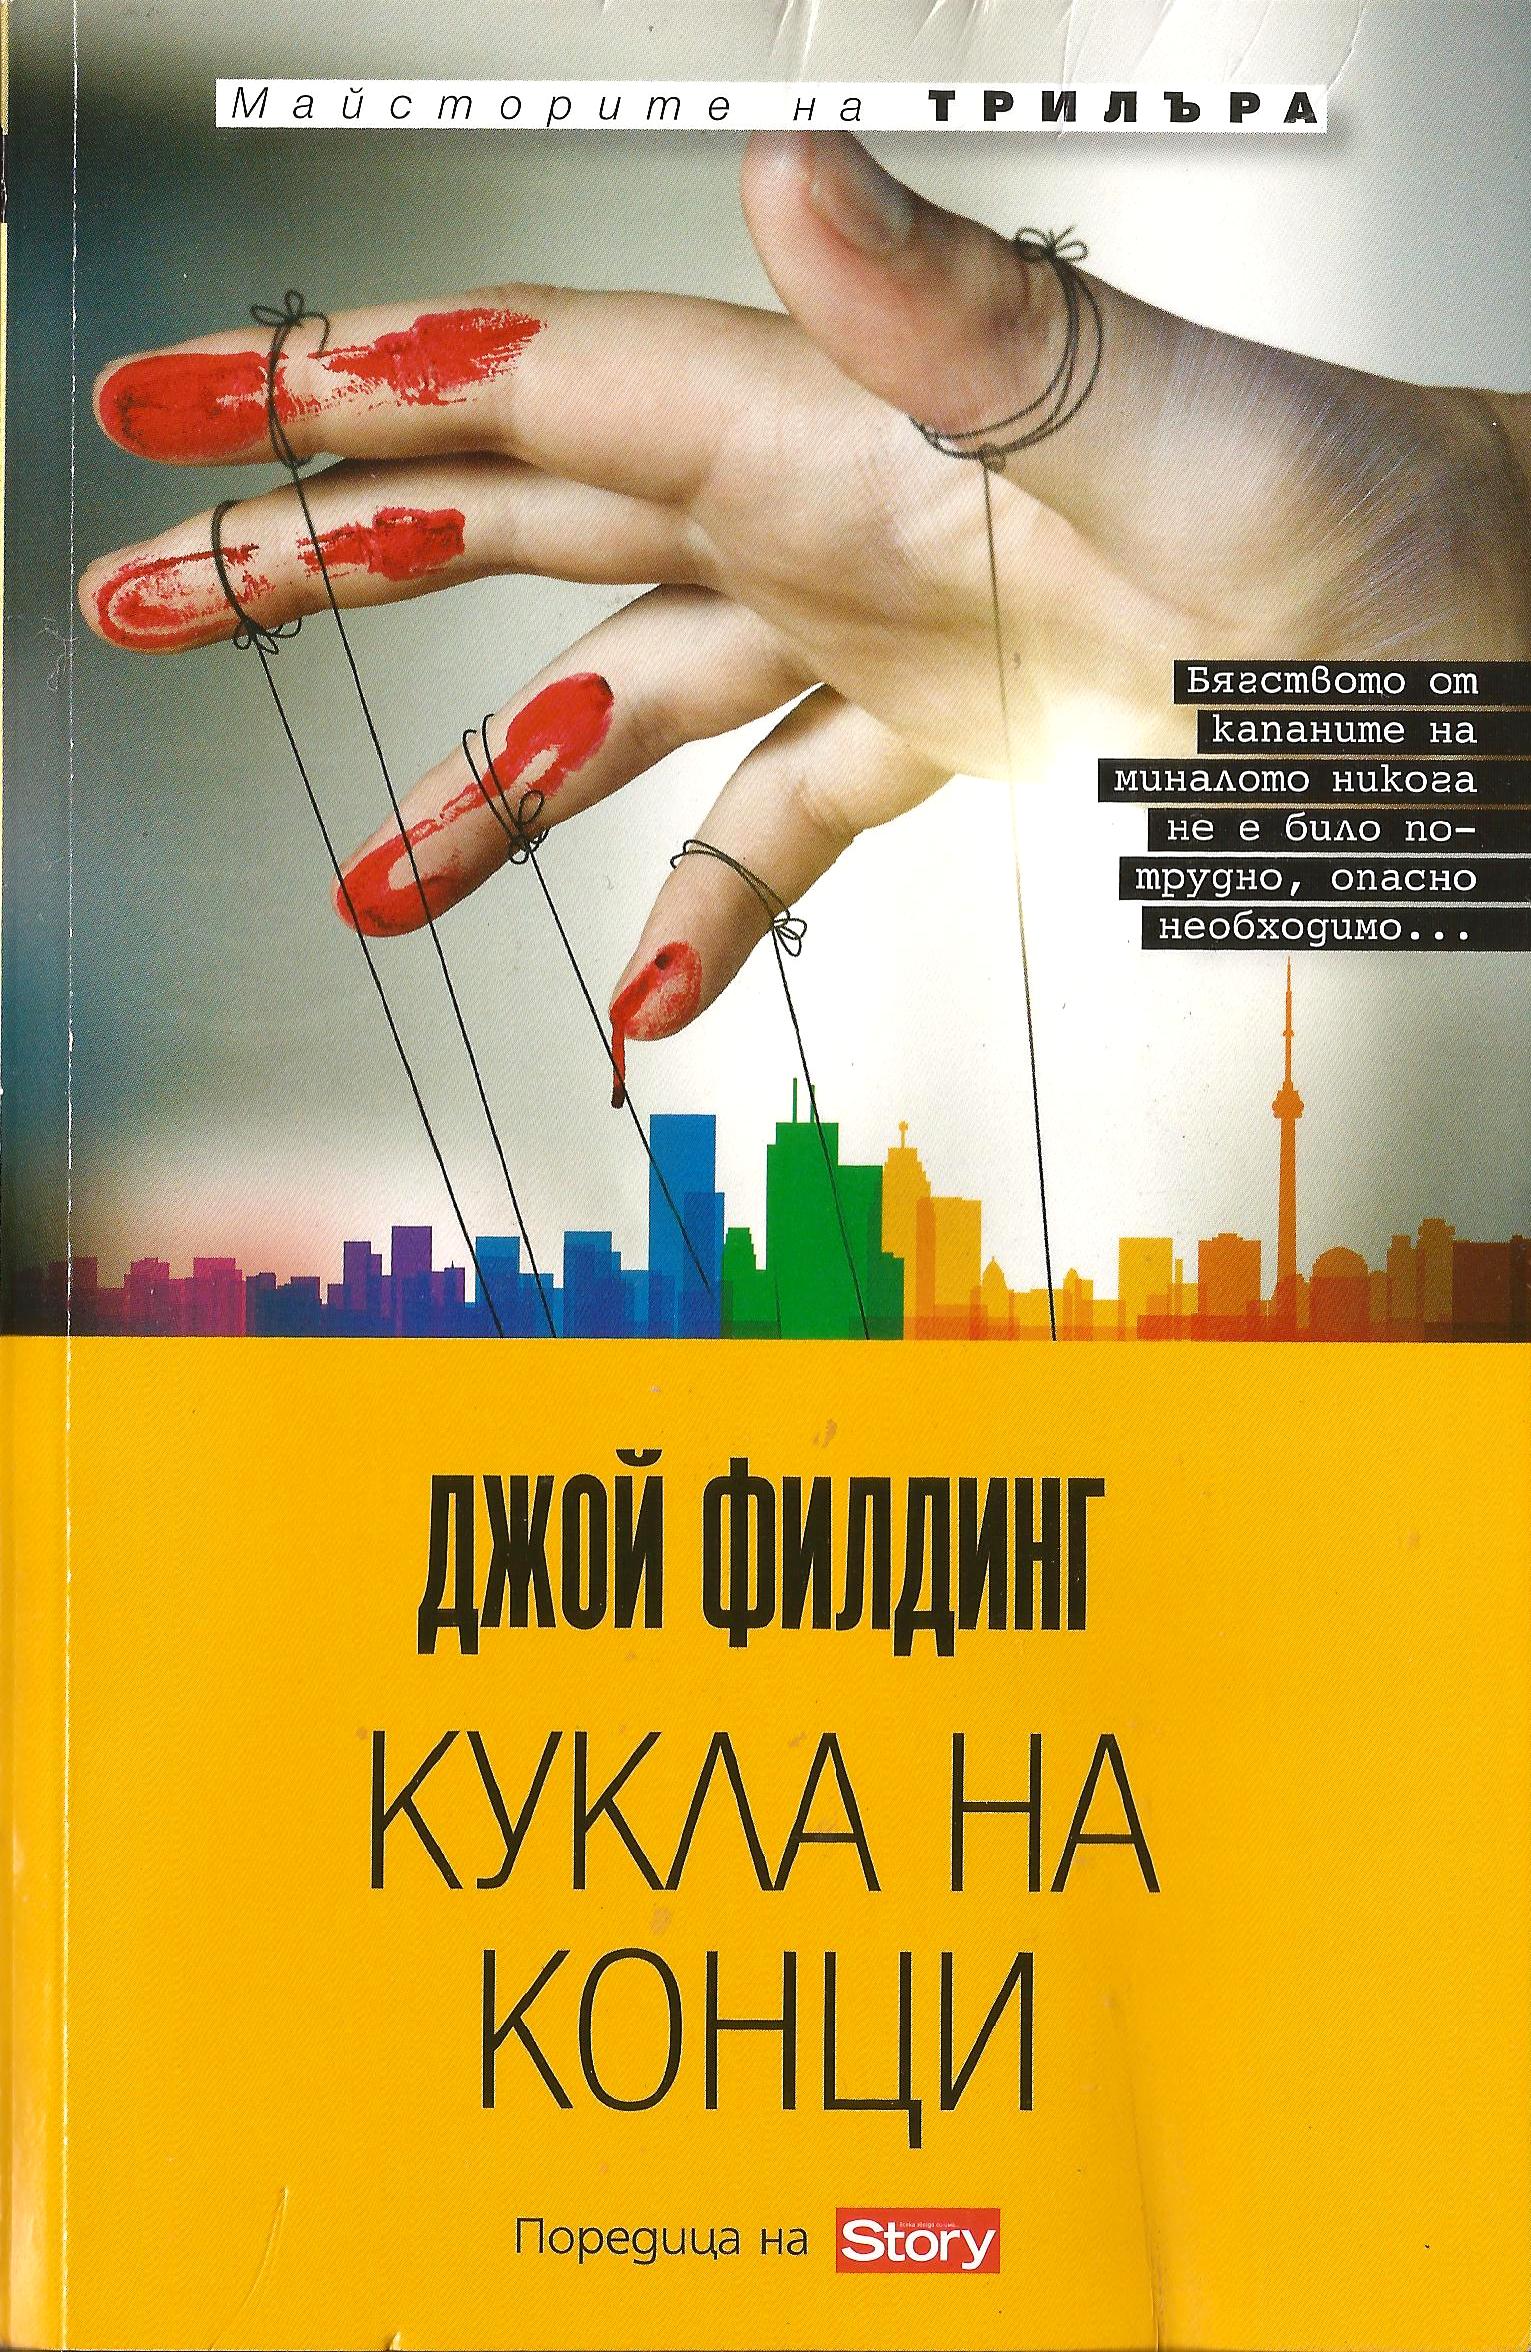 Майсторите на ТРИЛЪРА
Бягството от
капаните на
миналото никога
не е било по-
трудно, опасно
необходимо...
ДЖОЙ ФИЛДИНГ
КУКЛА НА
КОНЦИ
Поредица на Story